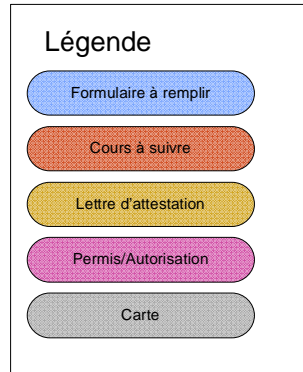 Légende
Formulaire à remplir
Cours à suivre
Lettre d'attestation
Permis/Autorisation
Carte